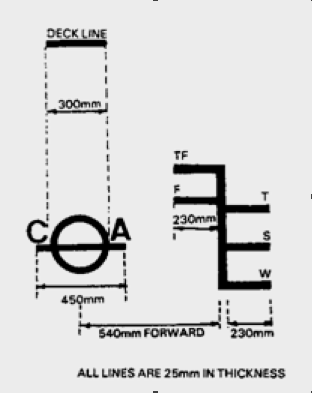 DECK LINE
300mm
TF
F
T
C A
230mm
S
W
450mm
540mm FORWARD
230mm
ALL LINES ARE 25mm IN THICKNESS